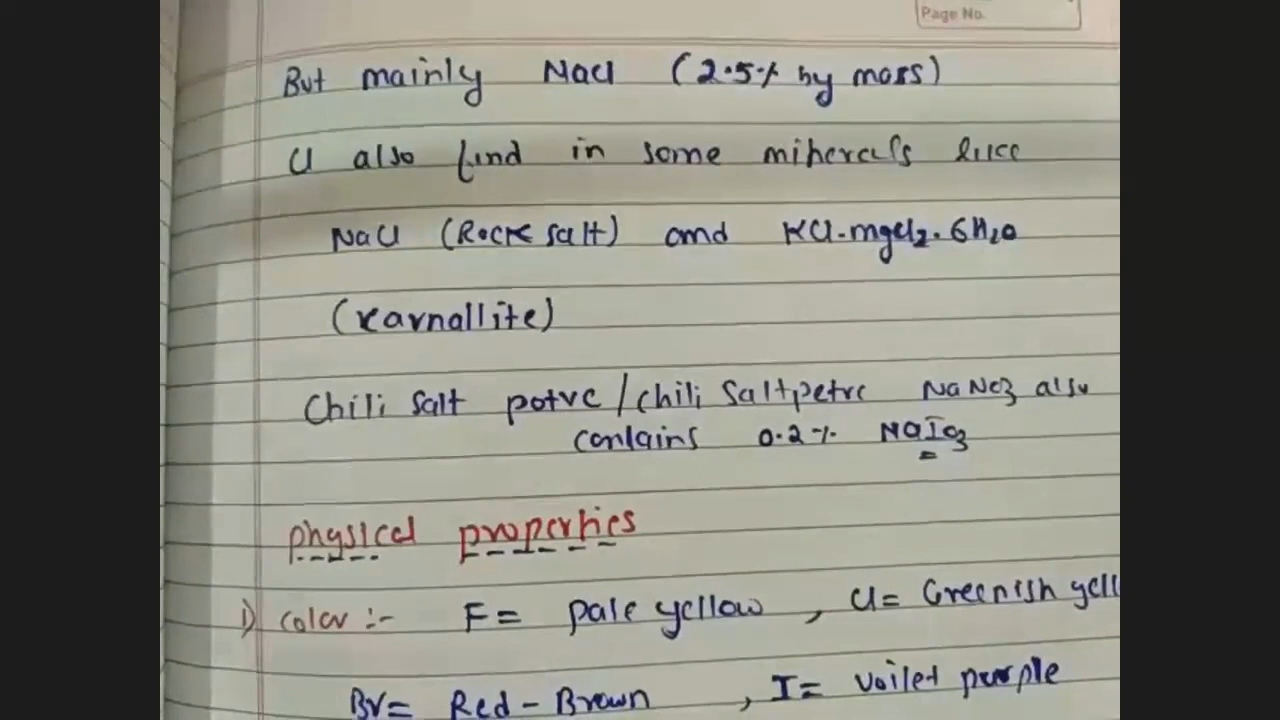 Page No.
But mainly NaCl (2.5% by mass)
Cl also find in some minerals like
NaCl (Rock salt) and KCl.MgCl₂.6H₂O
(karnallite)
Chili salt potre/chili saltpetre NaNO₃ also
contains 0.2% NaIO₃
physical properties
1) Color :- F = pale yellow, Cl = Greenish yell
Br = Red-Brown, I = Voilet purple